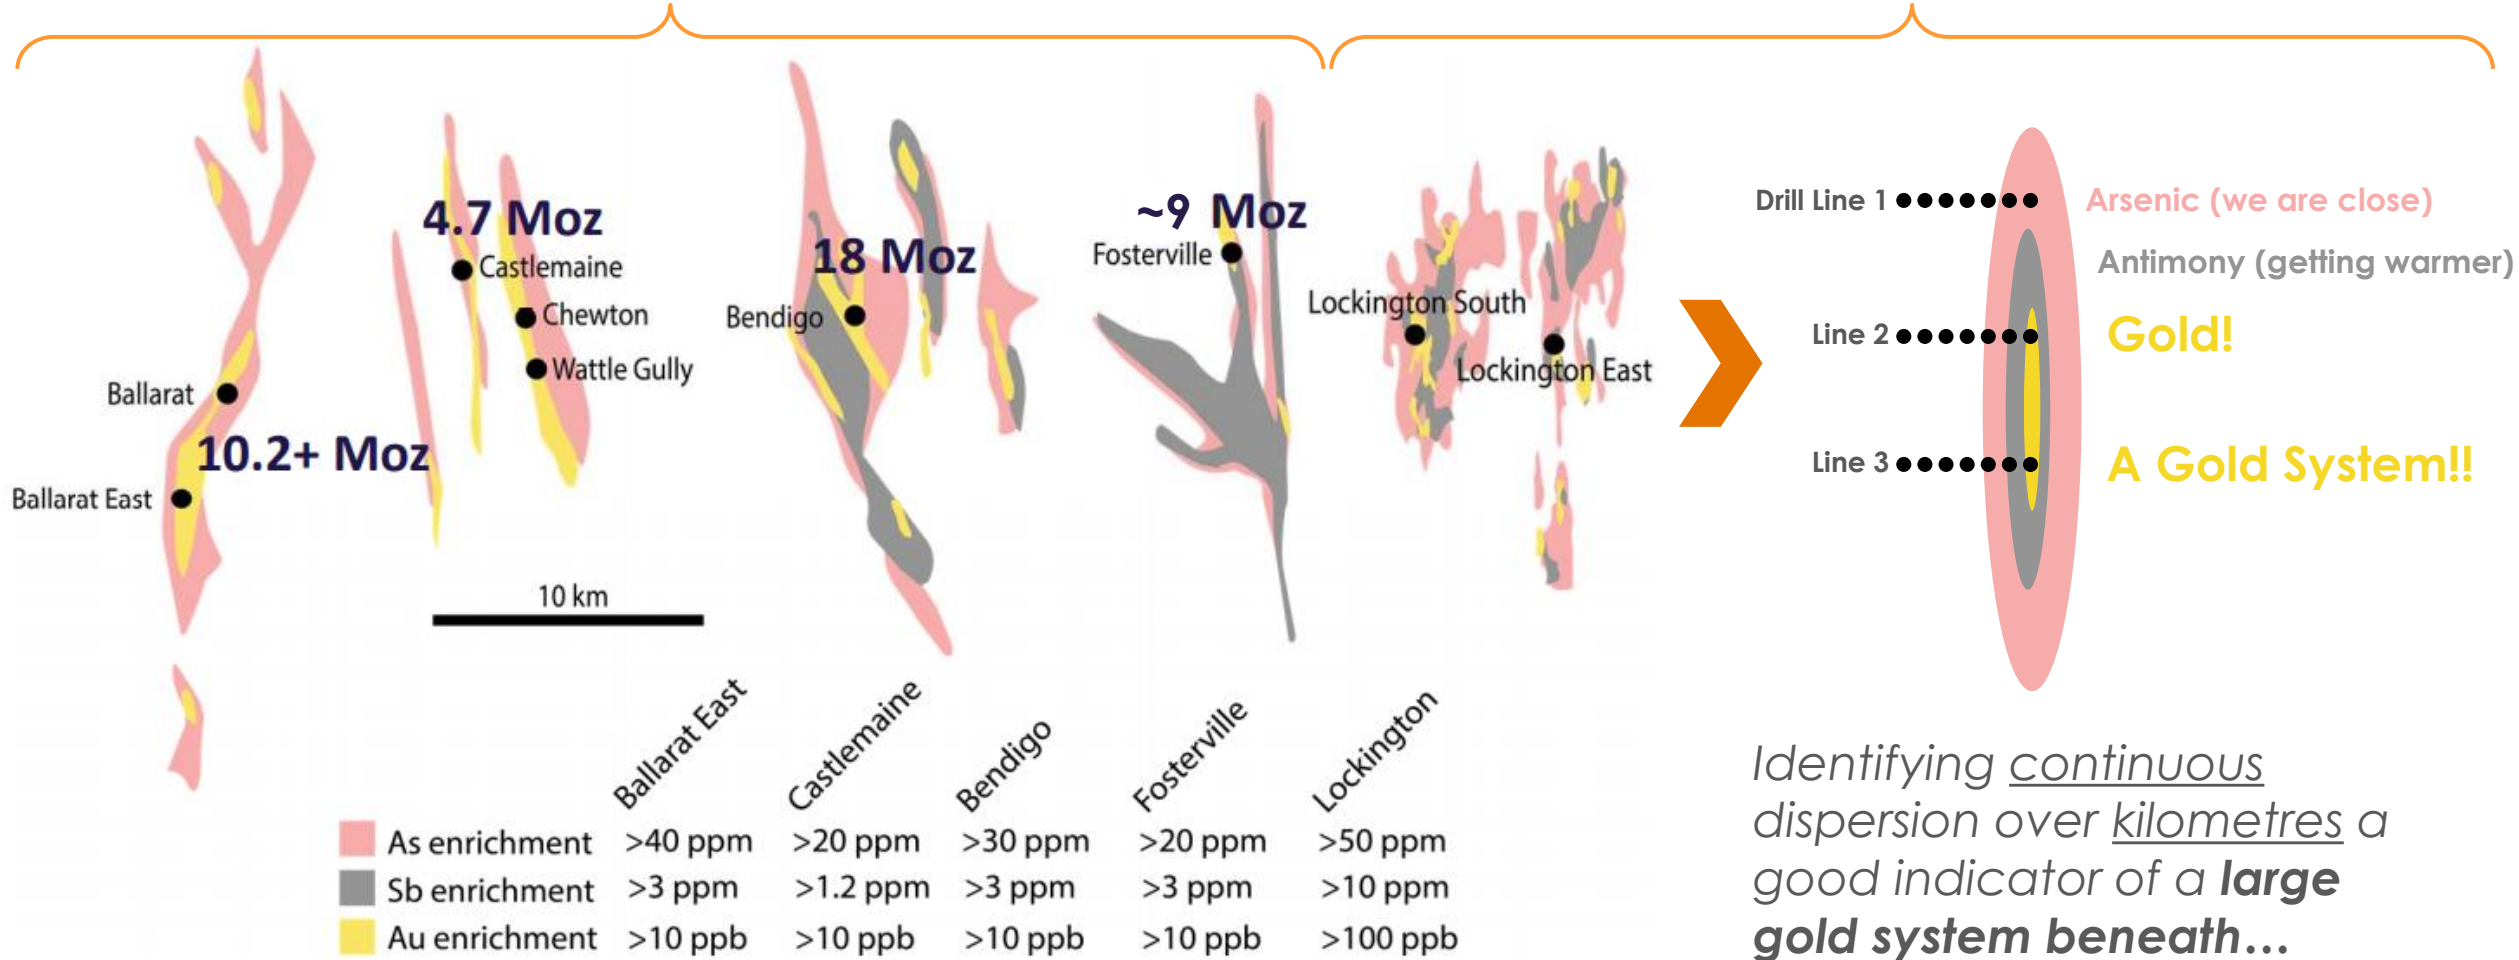 4.7 Moz
Castlemaine
Chewton
Wattle Gully
Ballarat
10.2+ Moz
Ballarat East
18 Moz
Bendigo
~9 Moz
Fosterville
Lockington South
Lockington East
10 km
Ballarat East
Castlemaine
Bendigo
Fosterville
Lockington
As enrichment >40 ppm >20 ppm >30 ppm >20 ppm >50 ppm
Sb enrichment >3 ppm >1.2 ppm >3 ppm >3 ppm >10 ppm
Au enrichment >10 ppb >10 ppb >10 ppb >10 ppb >100 ppb
Drill Line 1
Arsenic (we are close)
Antimony (getting warmer)
Line 2
Gold!
Line 3
A Gold System!!
Identifying continuous
dispersion over kilometres a
good indicator of a large
gold system beneath...